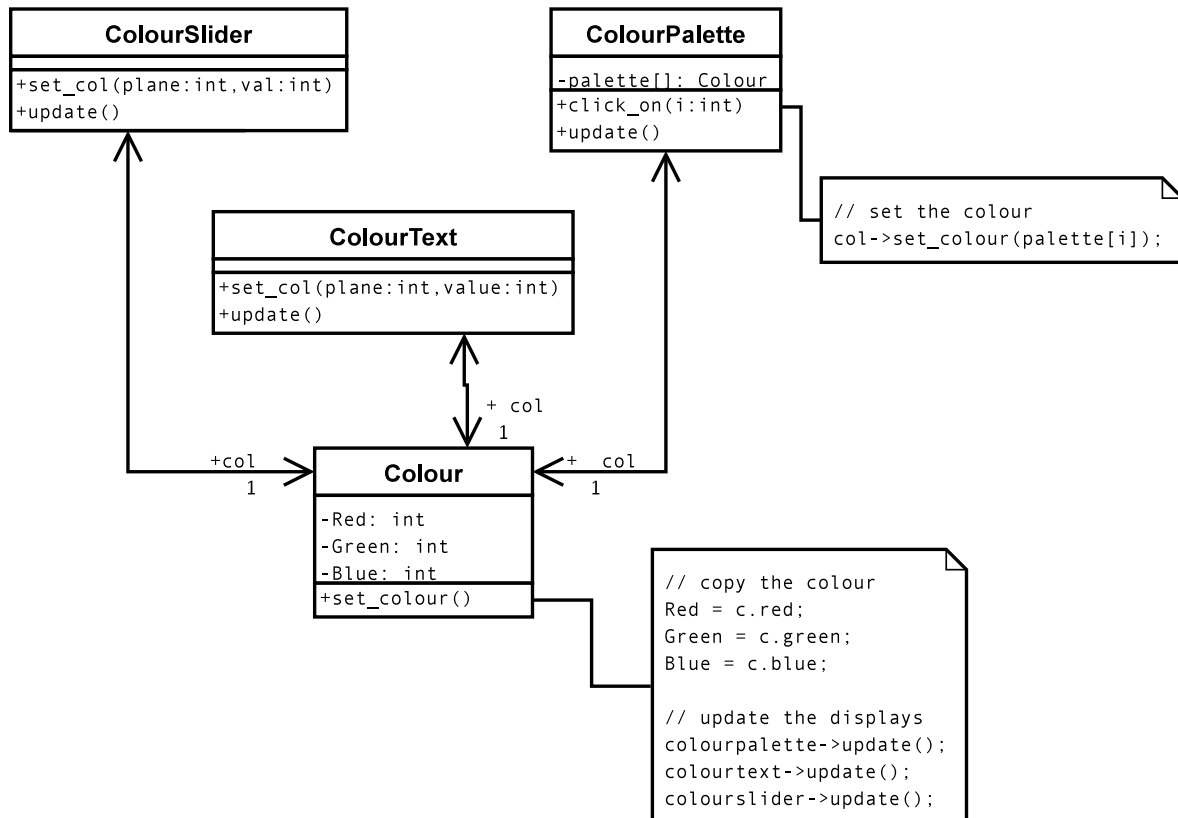 ColourSlider
+set_col(plane:int,val:int)
+update()
ColourPalette
-palette[]: Colour
+click_on(i:int)
+update()
// set the colour
col->set_colour(palette[i]);
ColourText
+set_col(plane:int,value:int)
+update()
+ col
1
+col
1
+ col
1
Colour
-Red: int
-Green: int
-Blue: int
+set_colour()
// copy the colour
Red = c.red;
Green = c.green;
Blue = c.blue;
// update the displays
colourpalette->update();
colourtext->update();
colourslider->update();